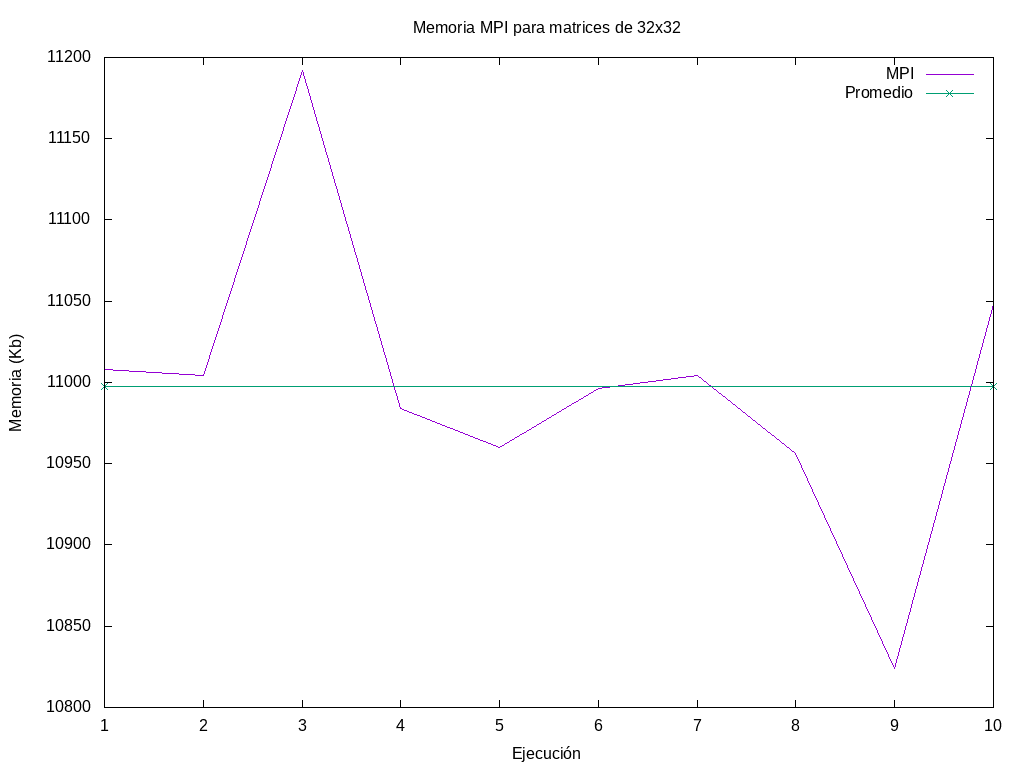 Memoria MPI para matrices de 32x32
11200
11150
11100
11050
11000
10950
10900
10850
10800
Memoria (Kb)
MPI
Promedio
1 2 3 4 5 6 7 8 9 10
Ejecución